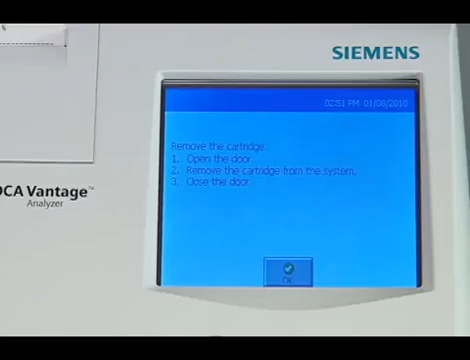 SIEMENS
02:51 PM 01/08/2010
Remove the cartridge.
1. Open the door.
2. Remove the cartridge from the system.
3. Close the door.
OK
DCA Vantage™
Analyzer